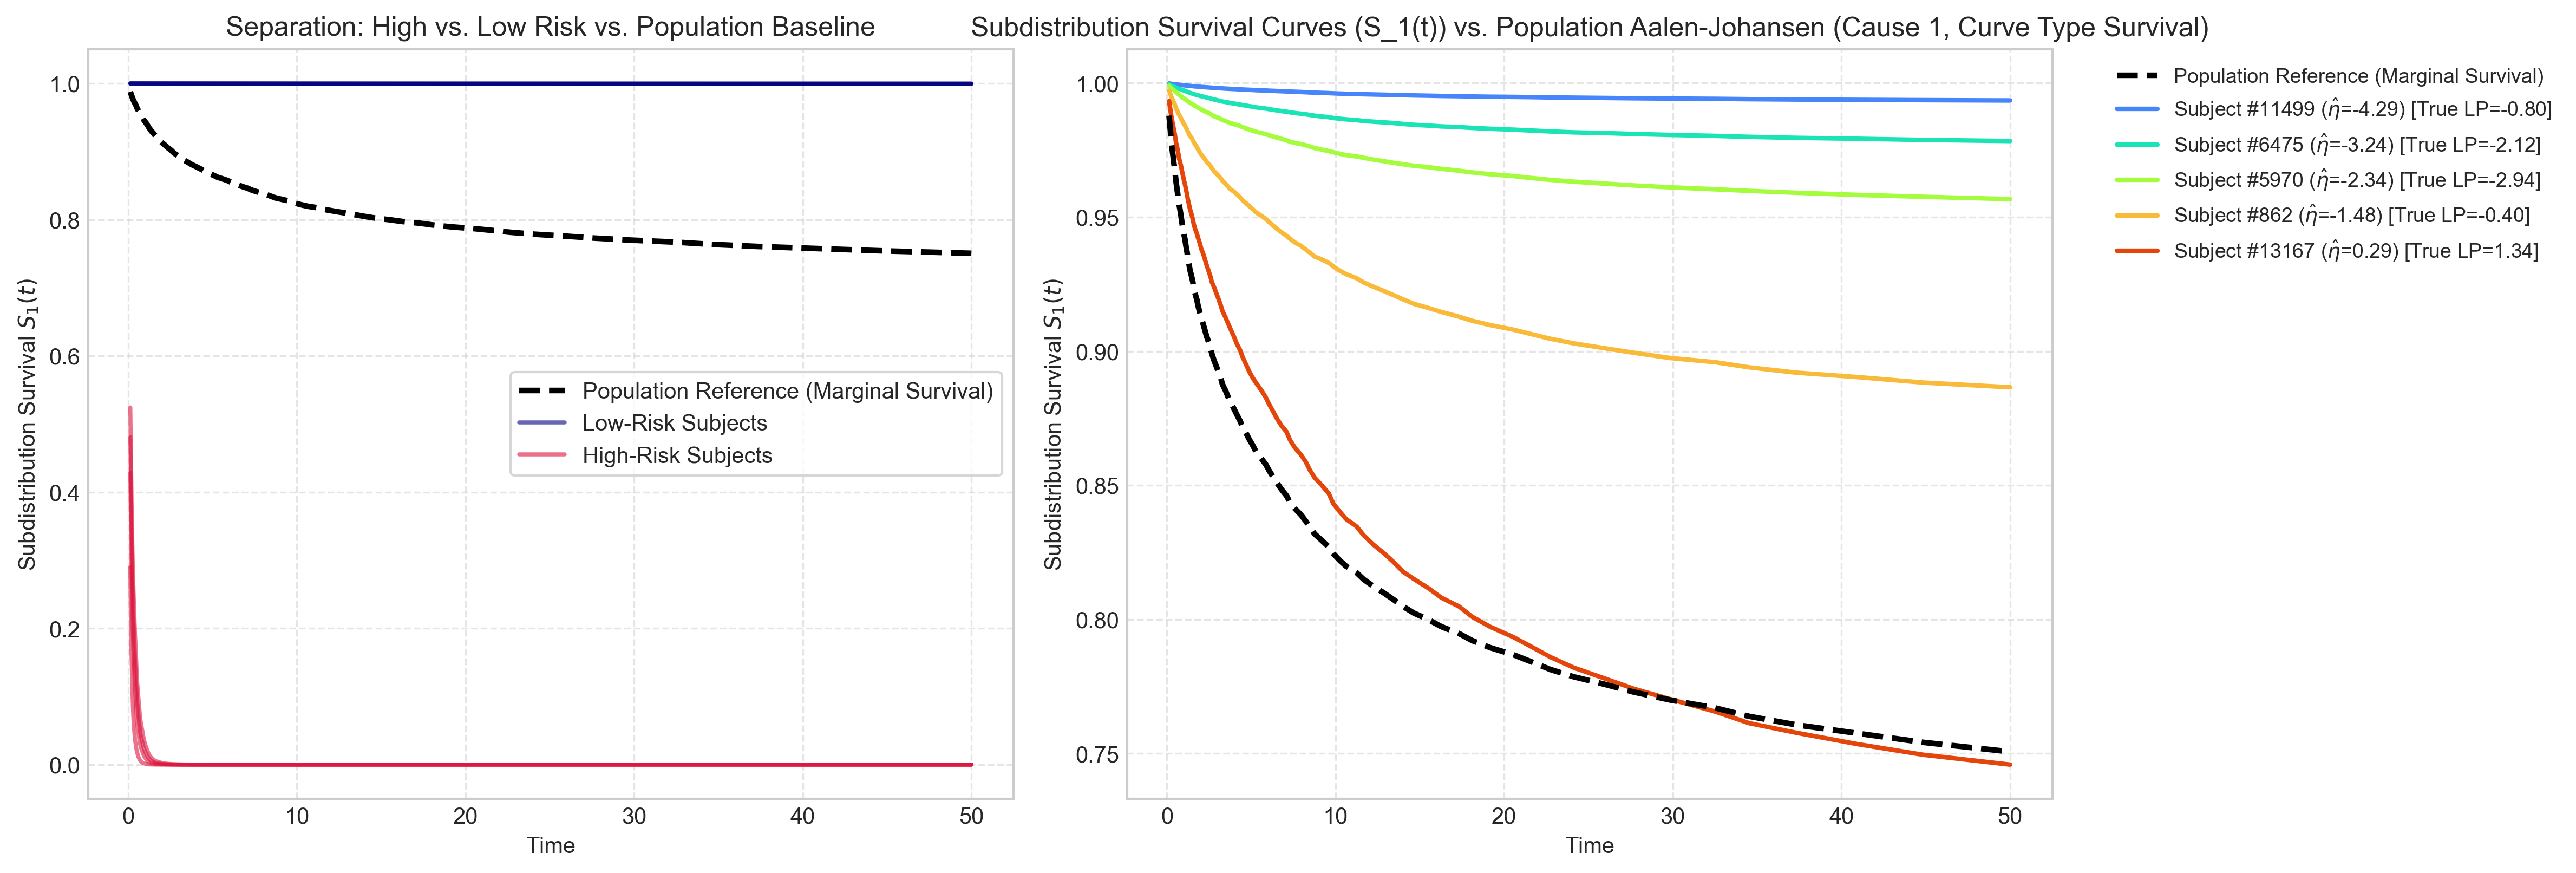 Separation: High vs. Low Risk vs. Population Baseline
Subdistribution Survival S₁(t)
1.0
0.8
0.6
0.4
0.2
0.0
Population Reference (Marginal Survival)
Low-Risk Subjects
High-Risk Subjects
0 10 20 30 40 50
Time
Subdistribution Survival Curves (S_1(t)) vs. Population Aalen-Johansen (Cause 1, Curve Type Survival)
Subdistribution Survival S₁(t)
1.00
0.95
0.90
0.85
0.80
0.75
0 10 20 30 40 50
Time
Population Reference (Marginal Survival)
Subject #11499 (η̂=-4.29) [True LP=-0.80]
Subject #6475 (η̂=-3.24) [True LP=-2.12]
Subject #5970 (η̂=-2.34) [True LP=-2.94]
Subject #862 (η̂=-1.48) [True LP=-0.40]
Subject #13167 (η̂=0.29) [True LP=1.34]